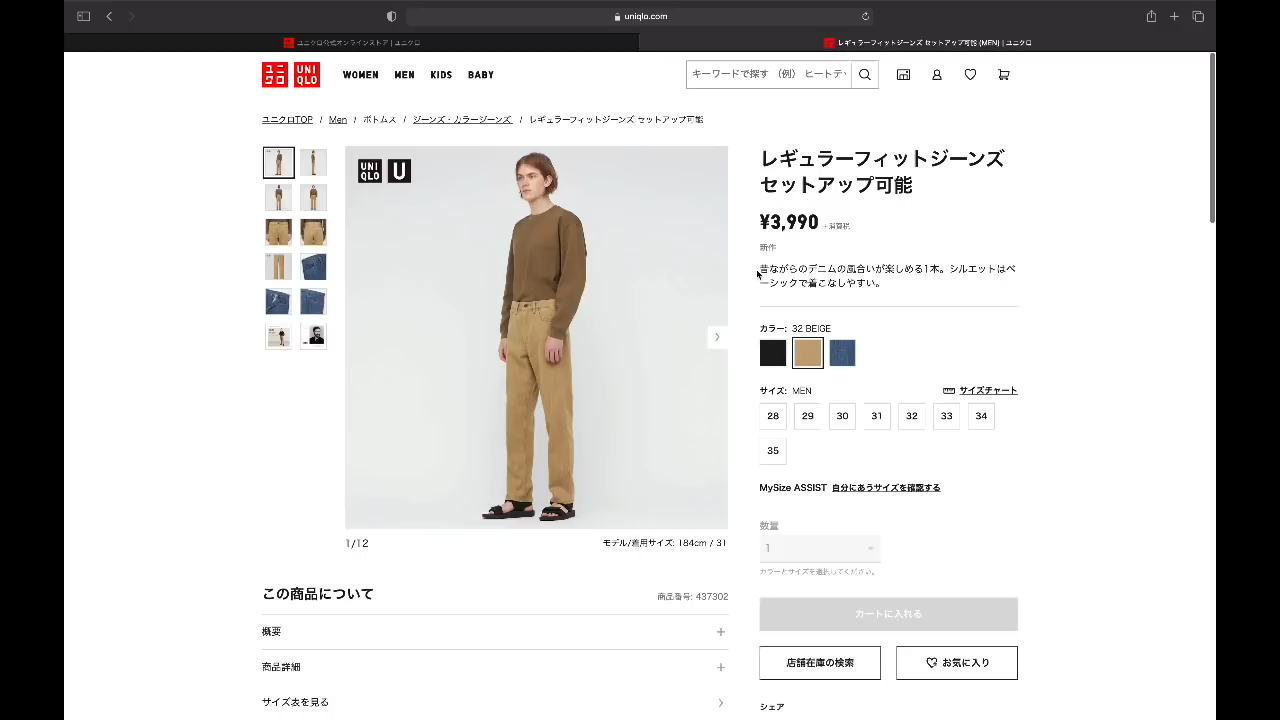 uniqlo.com
ユニクロ公式オンラインストア | ユニクロ
レギュラーフィットジーンズ セットアップ可能 (MEN) | ユニクロ
ユニ
クロ
UNI
QLO
WOMEN MEN KIDS BABY
キーワードで探す （例） ヒートテ
ユニクロTOP / Men / ボトムス / ジーンズ・カラージーンズ / レギュラーフィットジーンズ セットアップ可能
UNI
QLO
U
1/12
モデル/着用サイズ: 184cm / 31
レギュラーフィットジーンズ
セットアップ可能
¥3,990 +消費税
新作
昔ながらのデニムの風合いが楽しめる1本。シルエットはベ
ーシックで着こなしやすい。
カラー: 32 BEIGE
サイズ: MEN
サイズチャート
28 29 30 31 32 33 34
35
MySize ASSIST 自分にあうサイズを確認する
数量
1
カラーとサイズを選択してください。
カートに入れる
店舗在庫の検索
お気に入り
シェア
この商品について
商品番号: 437302
概要
商品詳細
サイズ表を見る